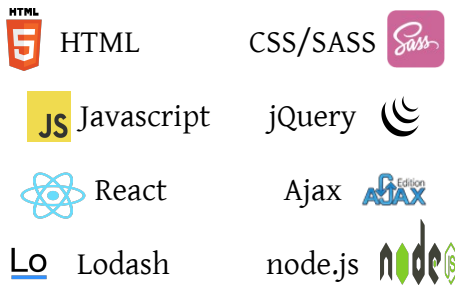 HTML
5 HTML
CSS/SASS Sass
JS Javascript
jQuery
React
Ajax Edition
AJAX
Lo Lodash
node.js node JS